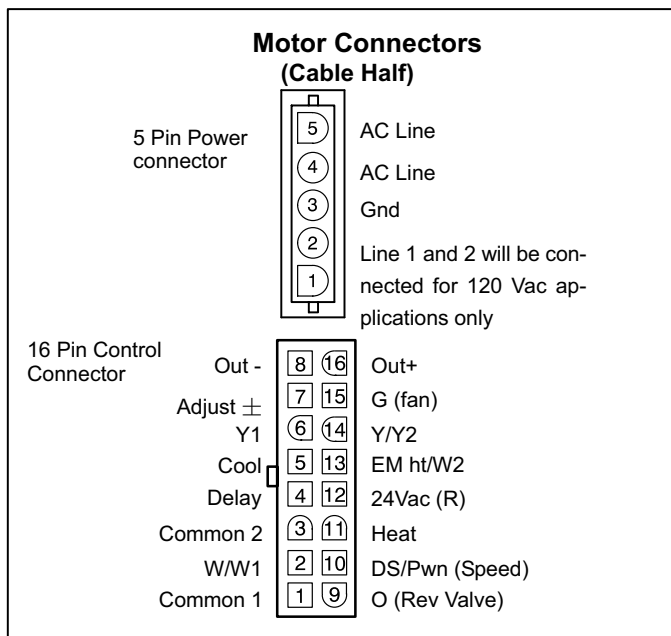 Motor Connectors
(Cable Half)
5 Pin Power
connector
5 AC Line
4 AC Line
3 Gnd
2
1
Line 1 and 2 will be con-
nected for 120 Vac ap-
plications only
16 Pin Control
Connector
Out - 8 16 Out+
Adjust ± 7 15 G (fan)
Y1 6 14 Y/Y2
Cool 5 13 EM ht/W2
Delay 4 12 24Vac (R)
Common 2 3 11 Heat
W/W1 2 10 DS/Pwn (Speed)
Common 1 1 9 O (Rev Valve)